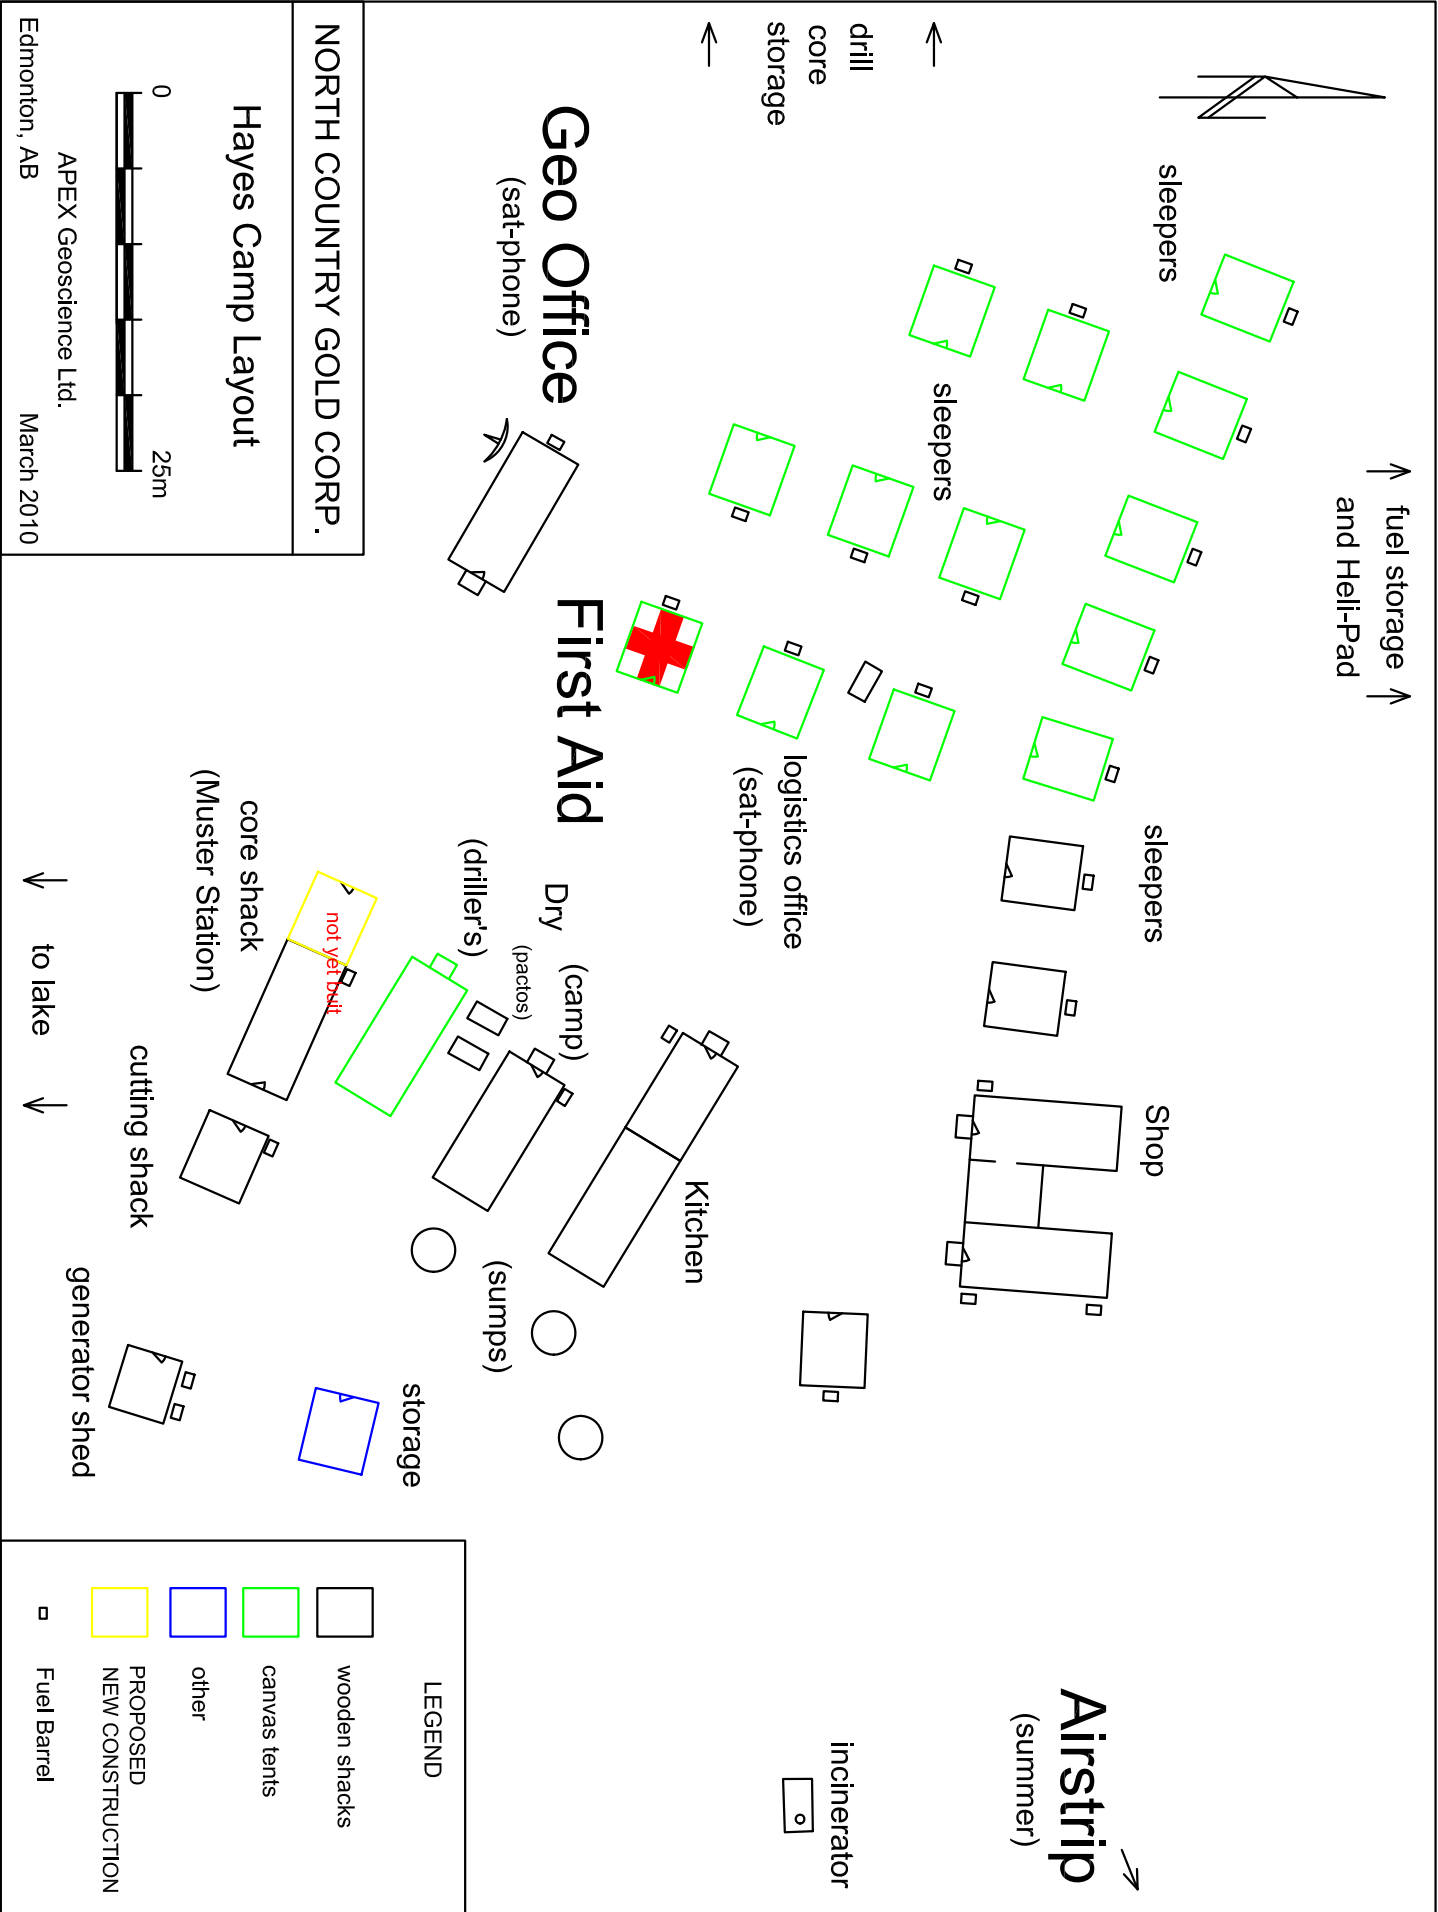 fuel storage
and Heli-Pad
sleepers
sleepers
sleepers
Shop
Airstrip
(summer)
drill
core
storage
logistics office
(sat-phone)
incinerator
Geo Office
(sat-phone)
First Aid
Dry
(camp)
(pactos)
(driller's)
Kitchen
(sumps)
storage
core shack
(Muster Station)
not yet buit
cutting shack
generator shed
to lake
NORTH COUNTRY GOLD CORP.
Hayes Camp Layout
0 25m
APEX Geoscience Ltd.
Edmonton, AB March 2010
LEGEND
wooden shacks
canvas tents
other
PROPOSED
NEW CONSTRUCTION
Fuel Barrel